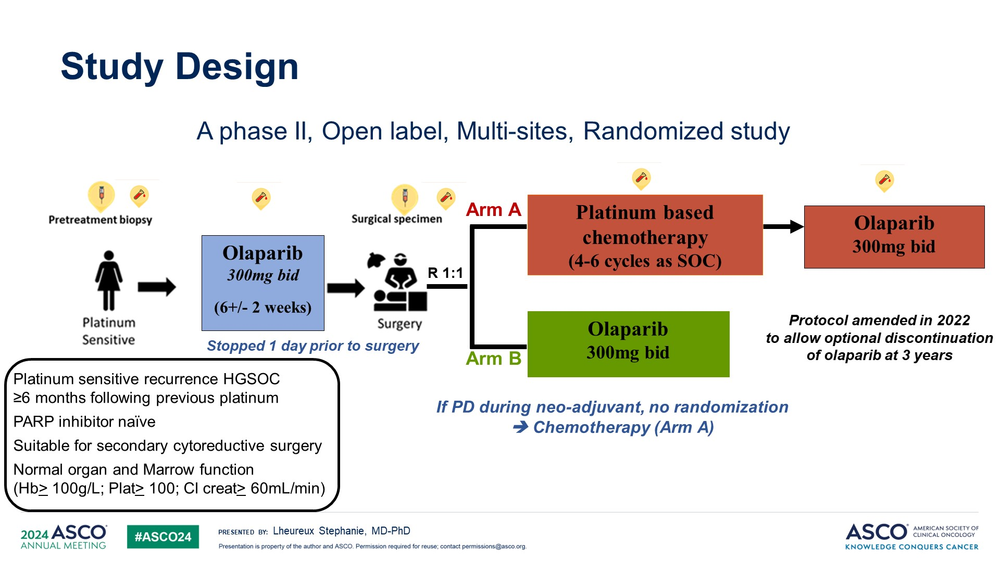 Study Design
A phase II, Open label, Multi-sites, Randomized study
Pretreatment biopsy
Platinum
Sensitive
Olaparib
300mg bid
(6+/- 2 weeks)
Stopped 1 day prior to surgery
Surgical specimen
Surgery
R 1:1
Arm A
Platinum based
chemotherapy
(4-6 cycles as SOC)
Olaparib
300mg bid
Arm B
Olaparib
300mg bid
Protocol amended in 2022
to allow optional discontinuation
of olaparib at 3 years
If PD during neo-adjuvant, no randomization
➔ Chemotherapy (Arm A)
Platinum sensitive recurrence HGSOC
≥6 months following previous platinum
PARP inhibitor naïve
Suitable for secondary cytoreductive surgery
Normal organ and Marrow function
(Hb≥ 100g/L; Plat≥ 100; Cl creat≥ 60mL/min)
2024 ASCO®
ANNUAL MEETING
#ASCO24
PRESENTED BY: Lheureux Stephanie, MD-PhD
Presentation is property of the author and ASCO. Permission required for reuse; contact permissions@asco.org.
ASCO® AMERICAN SOCIETY OF
CLINICAL ONCOLOGY
KNOWLEDGE CONQUERS CANCER